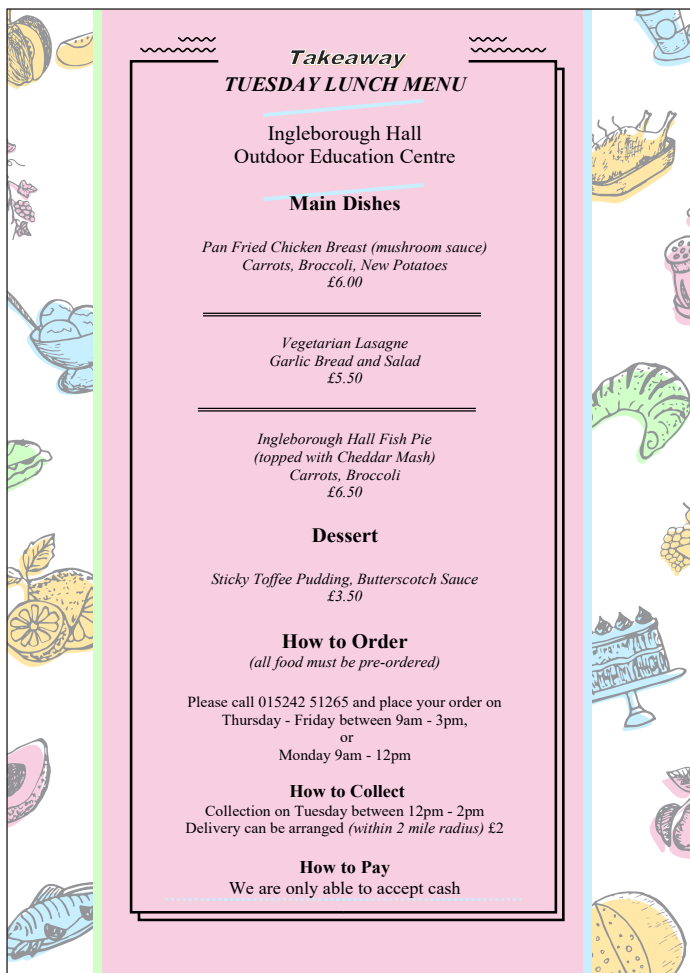 Takeaway
TUESDAY LUNCH MENU
Ingleborough Hall
Outdoor Education Centre
Main Dishes
Pan Fried Chicken Breast (mushroom sauce)
Carrots, Broccoli, New Potatoes
£6.00
Vegetarian Lasagne
Garlic Bread and Salad
£5.50
Ingleborough Hall Fish Pie
(topped with Cheddar Mash)
Carrots, Broccoli
£6.50
Dessert
Sticky Toffee Pudding, Butterscotch Sauce
£3.50
How to Order
(all food must be pre-ordered)
Please call 015242 51265 and place your order on
Thursday - Friday between 9am - 3pm,
or
Monday 9am - 12pm
How to Collect
Collection on Tuesday between 12pm - 2pm
Delivery can be arranged (within 2 mile radius) £2
How to Pay
We are only able to accept cash